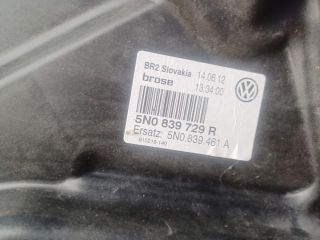 BR2 Slovakia 14.06.12
brose 13:34:00
5N0 839 729 R
Ersatz: 5N0.839.461 A